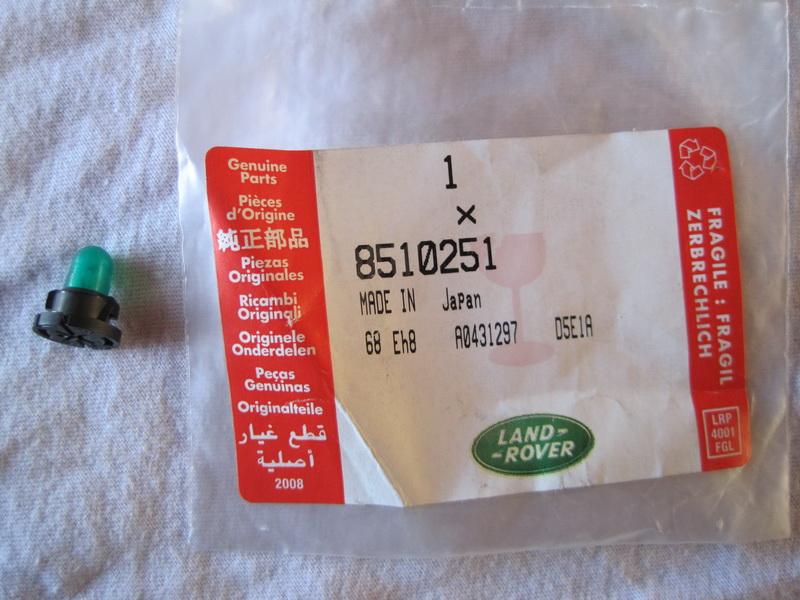 Genuine
Parts
Pièces
d'Origine
純正部品
Piezas
Originales
Ricambi
Originali
Originele
Onderdelen
Peças
Genuinas
Originalteile
قطع غيار
أصلية
2008
1
×
8510251
MADE IN JaPan
68 Eh8 A0431297 D5E1A
LAND-
-ROVER
FRAGILE : FRAGIL
ZERBRECHLICH
LRP
4001
FGL